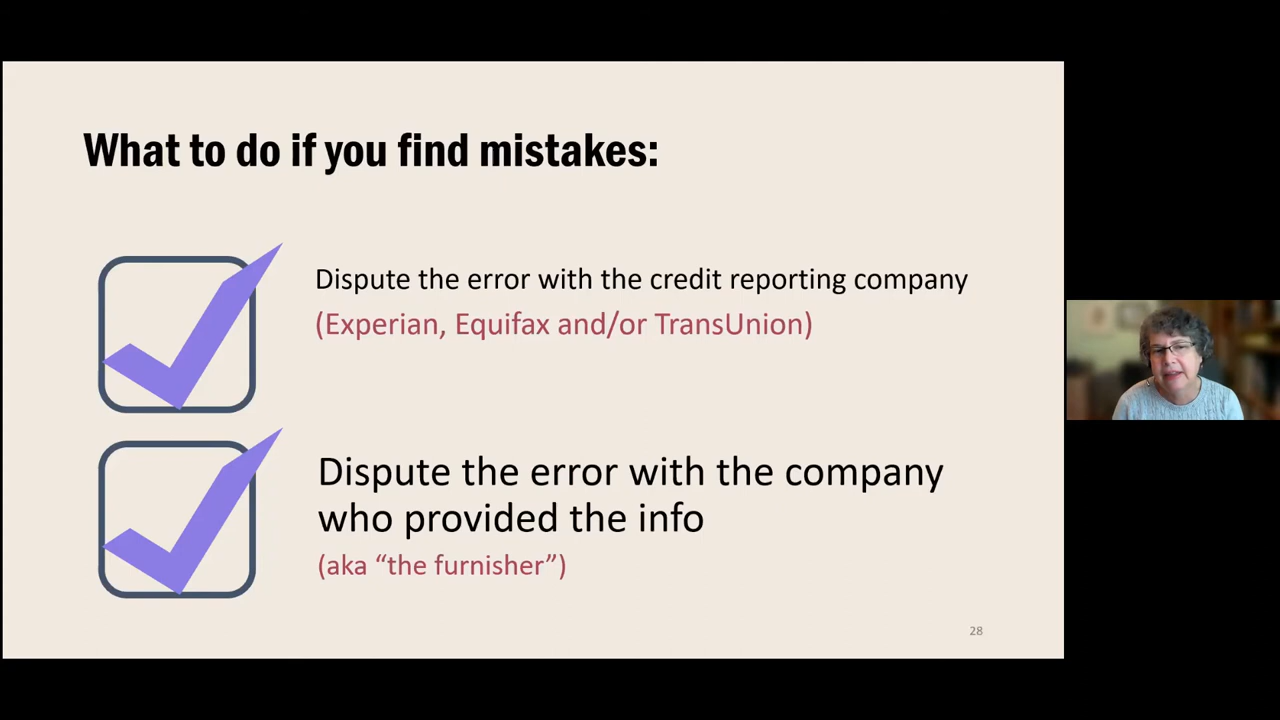 What to do if you find mistakes:
Dispute the error with the credit reporting company
(Experian, Equifax and/or TransUnion)
Dispute the error with the company
who provided the info
(aka “the furnisher”)
28